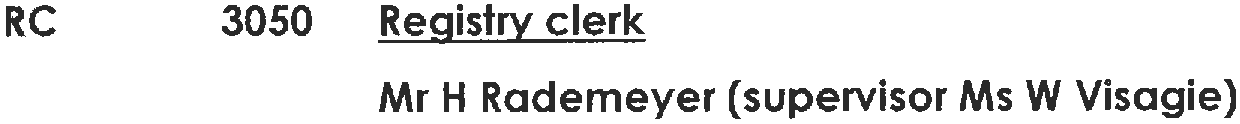 RC 3050 Registry clerk
Mr H Rademeyer (supervisor Ms W Visagie)